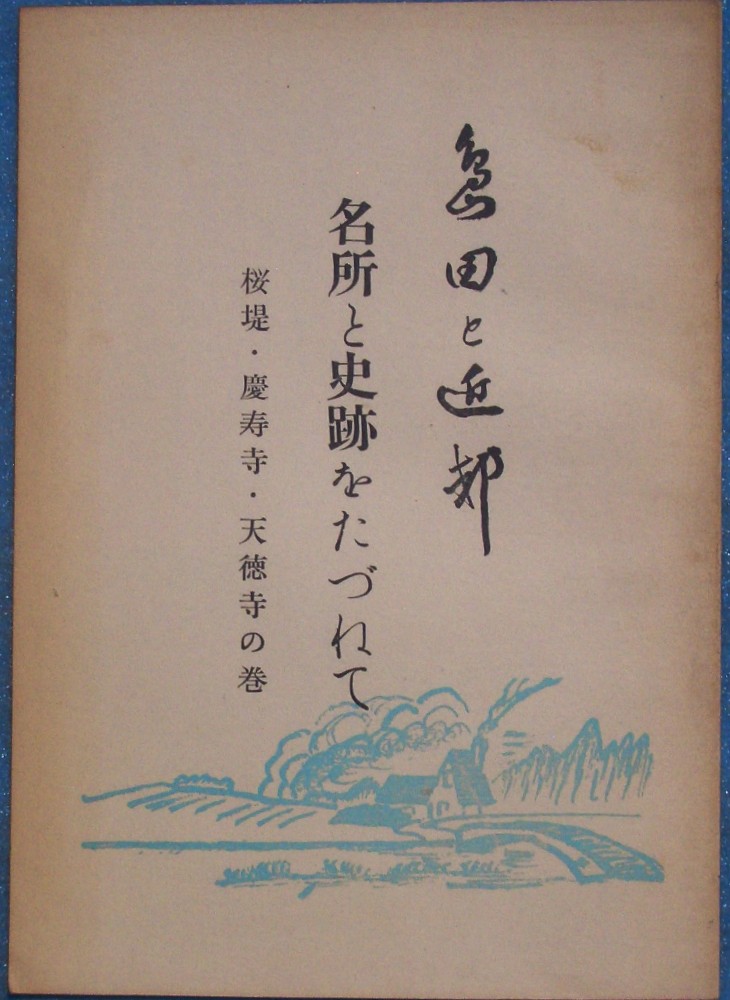 島田と近郊
名所と史跡をたづねて
桜堤・慶寿寺・天徳寺の巻